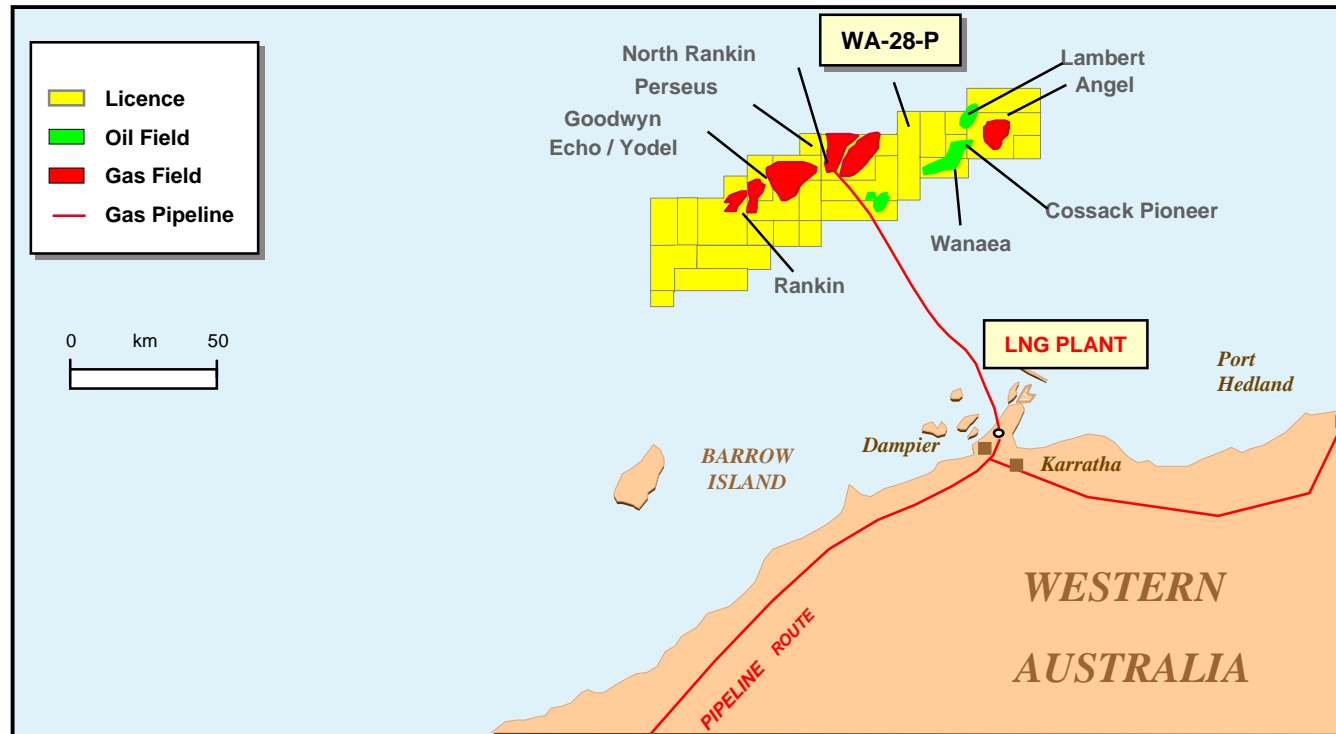 WA-28-P
North Rankin
Perseus
Goodwyn
Echo / Yodel
Lambert
Angel
Licence
Oil Field
Gas Field
Gas Pipeline
Cossack Pioneer
Wanaea
Rankin
0 km 50
LNG PLANT
Port
Hedland
Dampier
Karratha
BARROW
ISLAND
WESTERN
AUSTRALIA
PIPELINE ROUTE